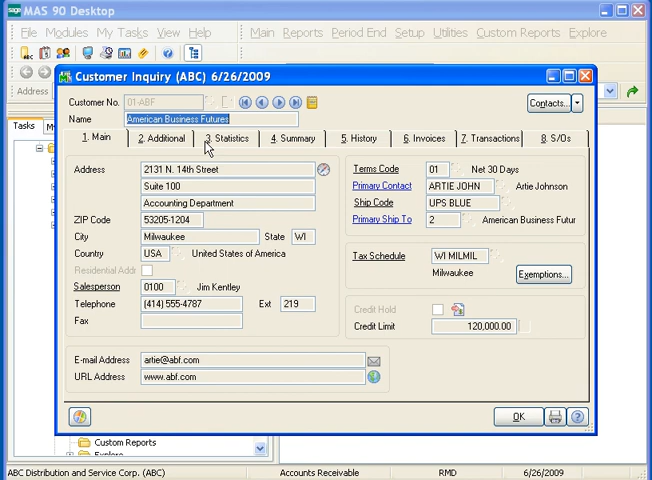 sage MAS 90 Desktop
File Modules My Tasks View Main Reports Period End Setup Utilities Custom Reports Explore
Address
Tasks
Customer Inquiry (ABC) 6/26/2009
Customer No. 01-ABF Contacts...
Name American Business Futures
1. Main 2. Additional 3. Statistics 4. Summary 5. History 6. Invoices 7. Transactions 8. S/Os
Address 2131 N. 14th Street Terms Code 01 Net 30 Days
Suite 100 Primary Contact ARTIE JOHN Artie Johnson
Accounting Department Ship Code UPS BLUE
ZIP Code 53205-1204 Primary Ship To 2 American Business Futur
City Milwaukee State WI
Country USA United States of America Tax Schedule WI MILMIL
Residential Addr Milwaukee Exemptions...
Salesperson 0100 Jim Kentley
Telephone (414) 555-4787 Ext 219 Credit Hold
Fax Credit Limit 120,000.00
E-mail Address artie@abf.com
URL Address www.abf.com
OK
Custom Reports
Explore
ABC Distribution and Service Corp. (ABC) Accounts Receivable RMD 6/26/2009